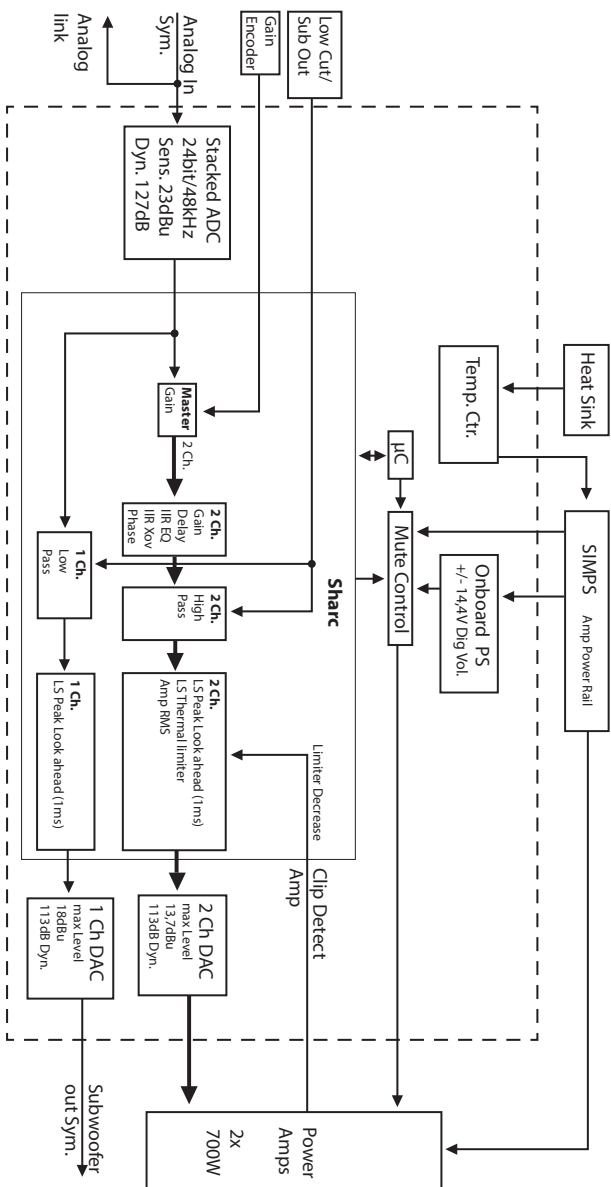 Heat Sink
SIMPS
Amp Power Rail
Temp. Ctr.
Onboard PS
+/- 14,4V Dig Vol.
Low Cut/
Sub Out
Gain
Encoder
µC
Mute Control
Analog In
Sym.
Analog
link
Stacked ADC
24bit/48kHz
Sens. 23dBu
Dyn. 127dB
Sharc
Master
Gain
2 Ch.
2 Ch.
Gain
Delay
IIR EQ
IIR Xov
Phase
2 Ch.
High
Pass
2 Ch.
LS Peak Look ahead (1ms)
LS Thermal limiter
Amp RMS
Limiter Decrease
Clip Detect
Amp
2 Ch DAC
max Level
13,7dBu
113dB Dyn.
Power
Amps
2x
700W
1 Ch.
Low
Pass
1 Ch.
LS Peak Look ahead (1ms)
1 Ch DAC
max Level
18dBu
113dB Dyn.
Subwoofer
out Sym.